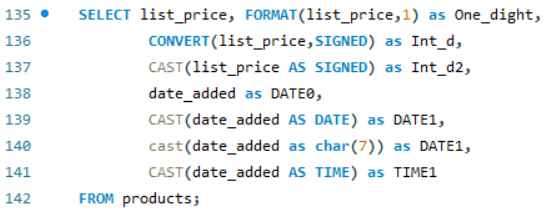 135 SELECT list_price, FORMAT(list_price,1) as One_dight,
136 CONVERT(list_price,SIGNED) as Int_d,
137 CAST(list_price AS SIGNED) as Int_d2,
138 date_added as DATE0,
139 CAST(date_added AS DATE) as DATE1,
140 cast(date_added as char(7)) as DATE1,
141 CAST(date_added AS TIME) as TIME1
142 FROM products;